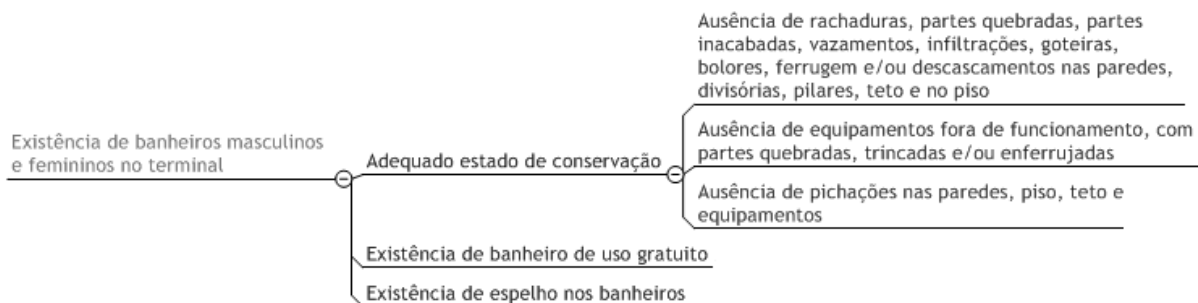 Ausência de rachaduras, partes quebradas, partes
inacabadas, vazamentos, infiltrações, goteiras,
bolores, ferrugem e/ou descascamentos nas paredes,
divisórias, pilares, teto e no piso
Existência de banheiros masculinos
e femininos no terminal
Adequado estado de conservação
Ausência de equipamentos fora de funcionamento, com
partes quebradas, trincadas e/ou enferrujadas
Ausência de pichações nas paredes, piso, teto e
equipamentos
Existência de banheiro de uso gratuito
Existência de espelho nos banheiros